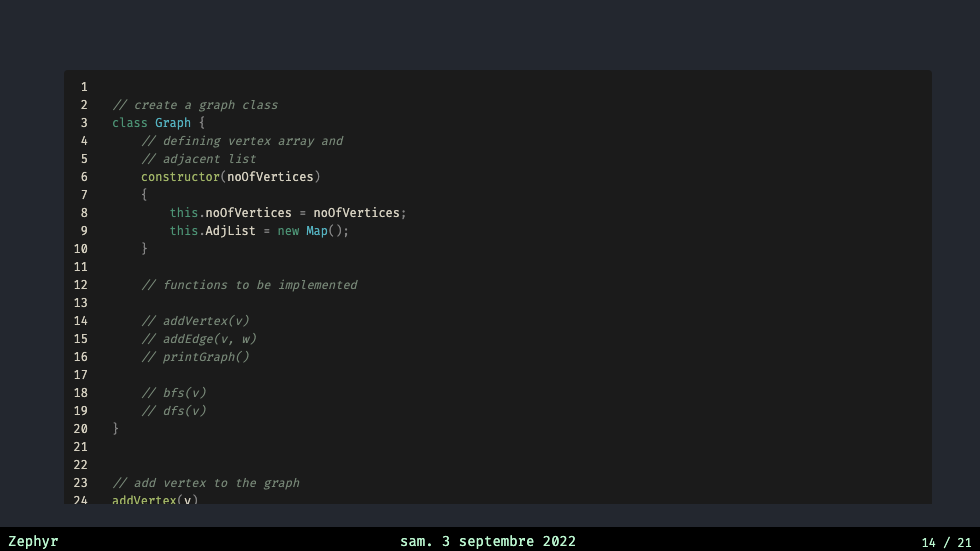 1
2 // create a graph class
3 class Graph {
4 // defining vertex array and
5 // adjacent list
6 constructor(noOfVertices)
7 {
8 this.noOfVertices = noOfVertices;
9 this.AdjList = new Map();
10 }
11
12 // functions to be implemented
13
14 // addVertex(v)
15 // addEdge(v, w)
16 // printGraph()
17
18 // bfs(v)
19 // dfs(v)
20 }
21
22
23 // add vertex to the graph
24 addVertex(v)
Zephyr sam. 3 septembre 2022 14 / 21